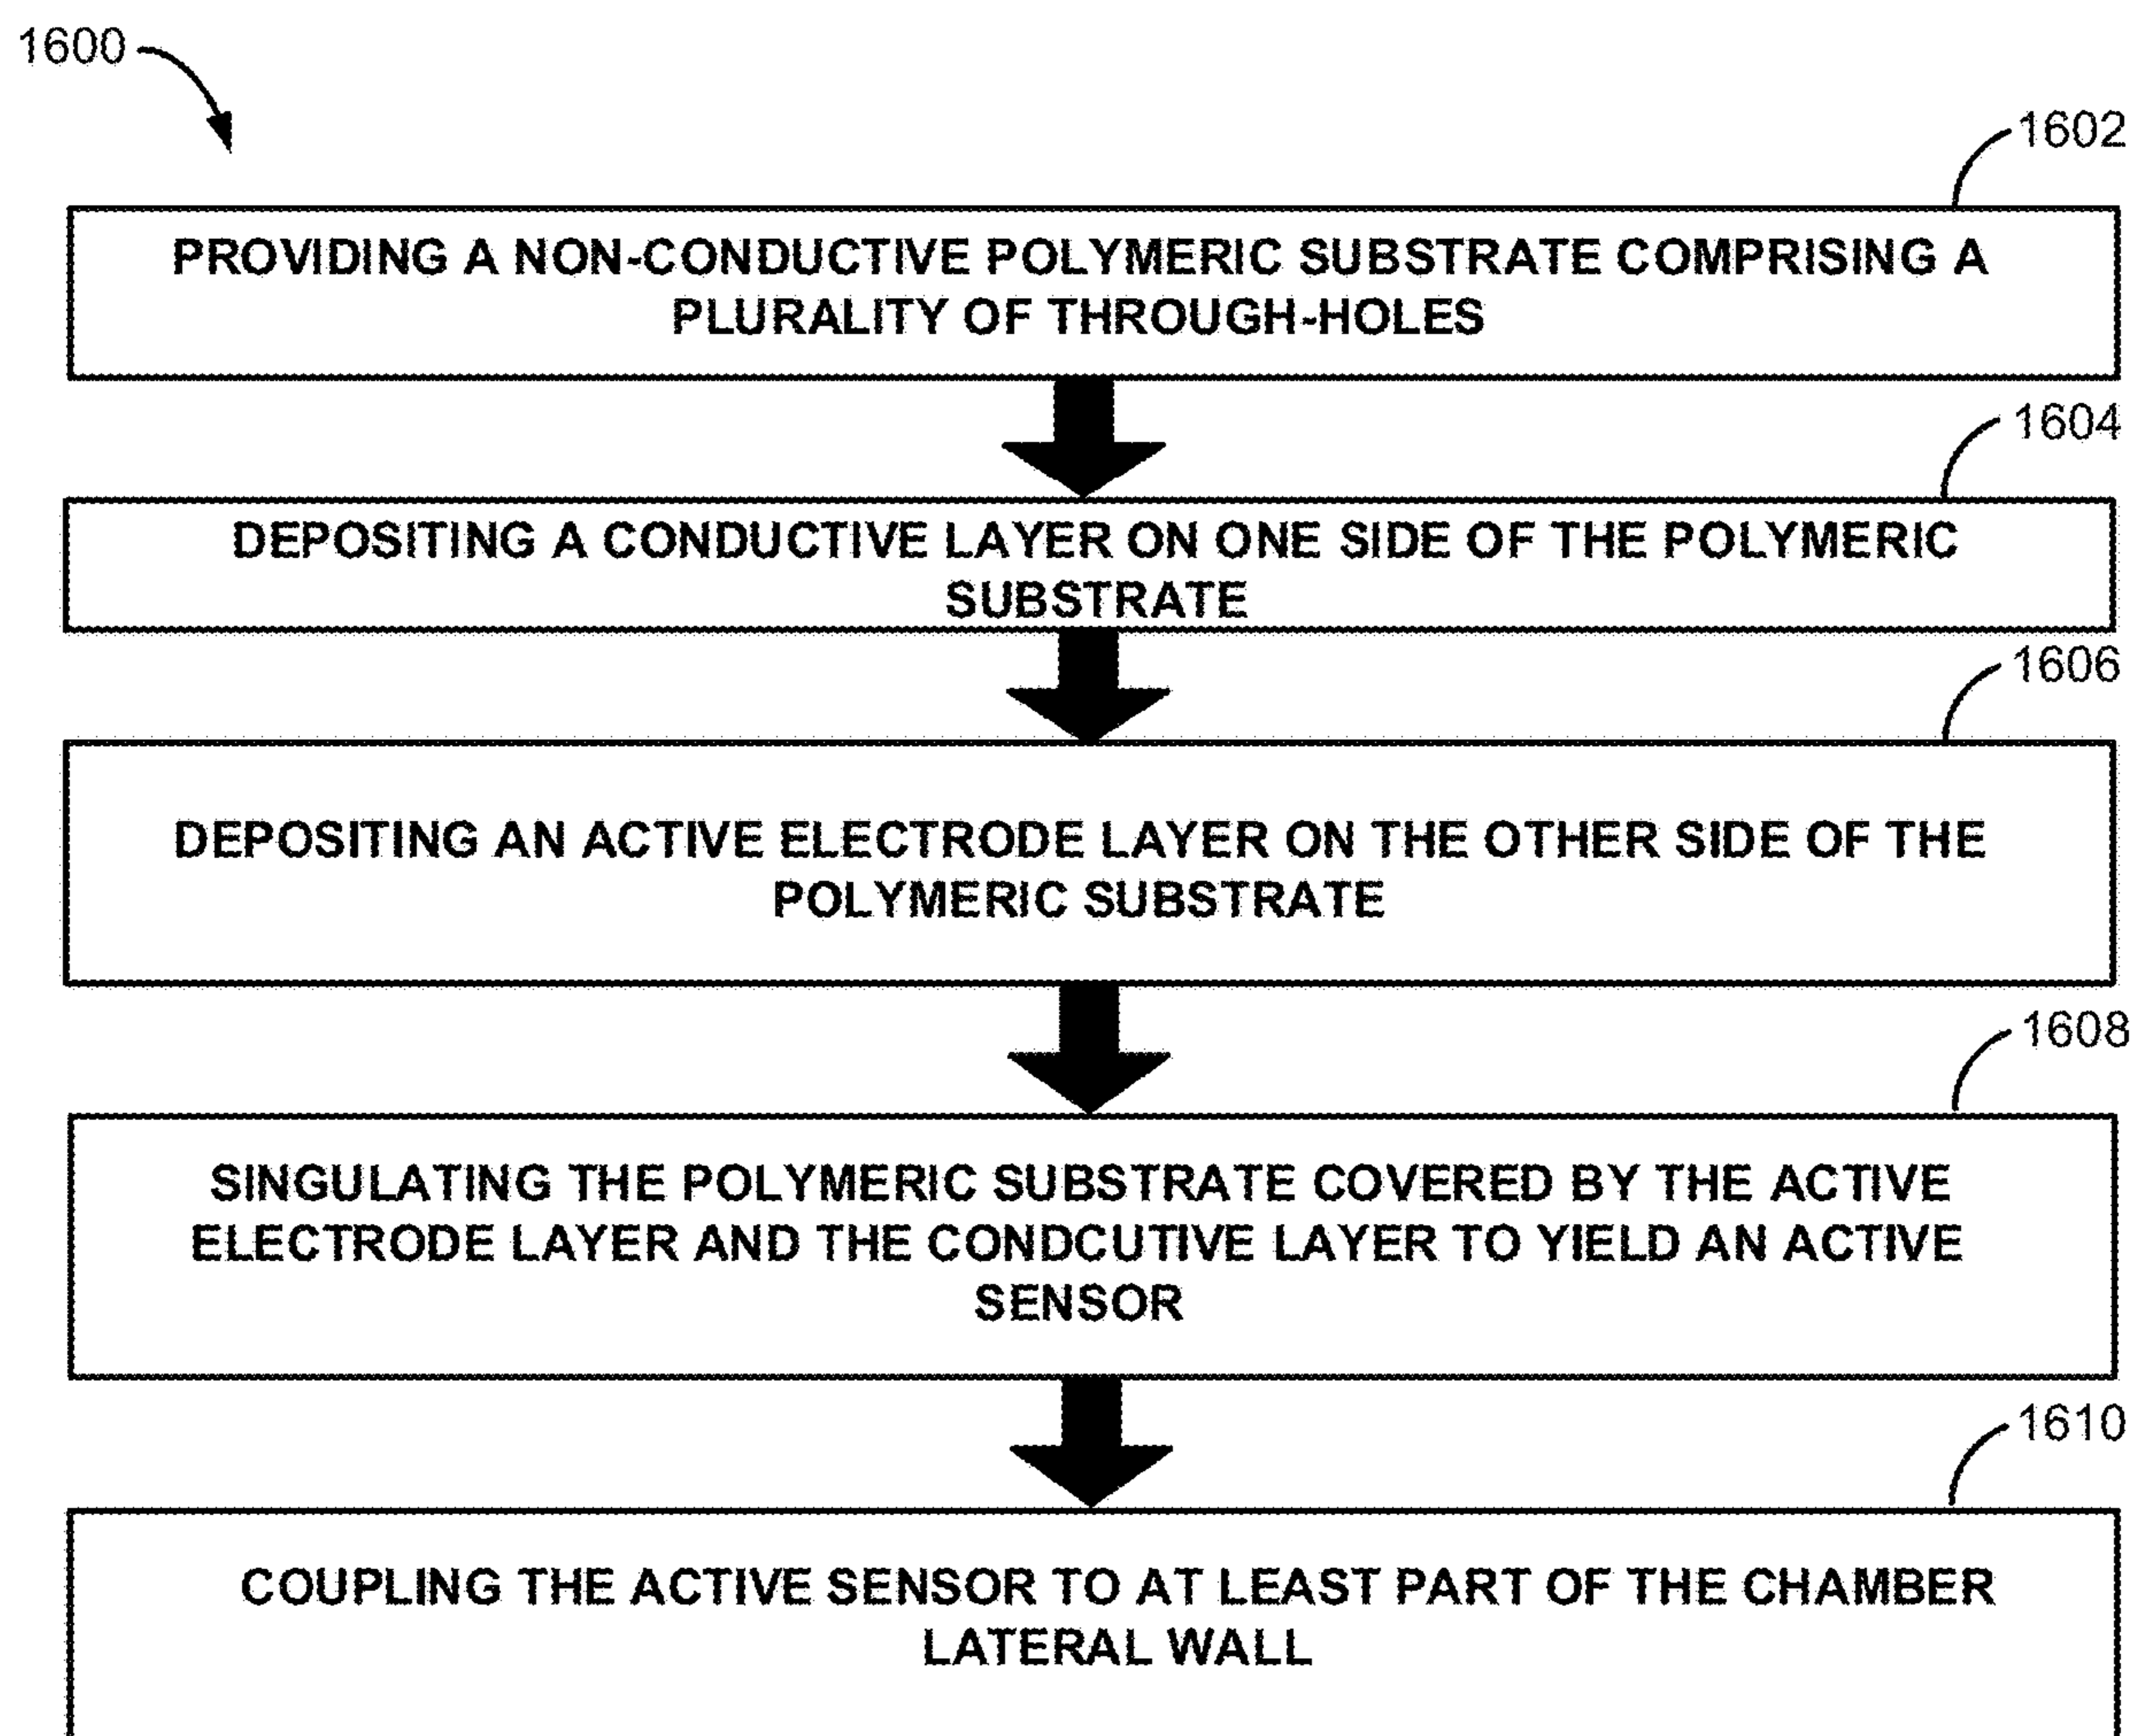 1600
1602
PROVIDING A NON-CONDUCTIVE POLYMERIC SUBSTRATE COMPRISING A
PLURALITY OF THROUGH-HOLES
1604
DEPOSITING A CONDUCTIVE LAYER ON ONE SIDE OF THE POLYMERIC
SUBSTRATE
1606
DEPOSITING AN ACTIVE ELECTRODE LAYER ON THE OTHER SIDE OF THE
POLYMERIC SUBSTRATE
1608
SINGULATING THE POLYMERIC SUBSTRATE COVERED BY THE ACTIVE
ELECTRODE LAYER AND THE CONDCUTIVE LAYER TO YIELD AN ACTIVE
SENSOR
1610
COUPLING THE ACTIVE SENSOR TO AT LEAST PART OF THE CHAMBER
LATERAL WALL